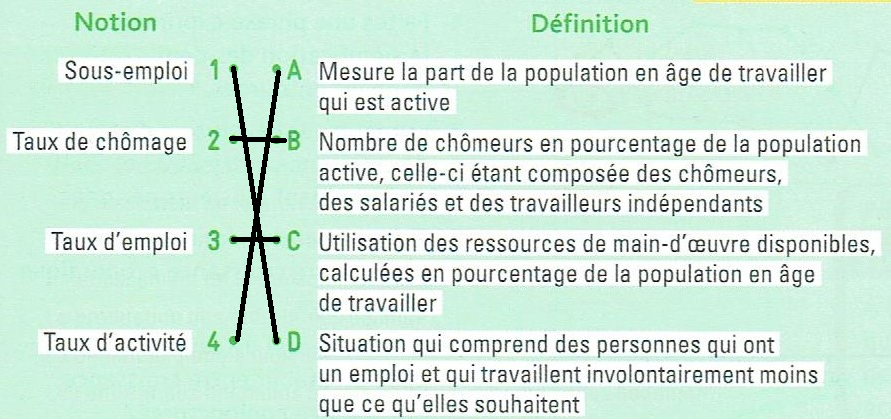 Notion
Définition
Sous-emploi 1
A Mesure la part de la population en âge de travailler
qui est active
Taux de chômage 2
B Nombre de chômeurs en pourcentage de la population
active, celle-ci étant composée des chômeurs,
des salariés et des travailleurs indépendants
Taux d'emploi 3
C Utilisation des ressources de main-d'œuvre disponibles,
calculées en pourcentage de la population en âge
de travailler
Taux d'activité 4
D Situation qui comprend des personnes qui ont
un emploi et qui travaillent involontairement moins
que ce qu'elles souhaitent